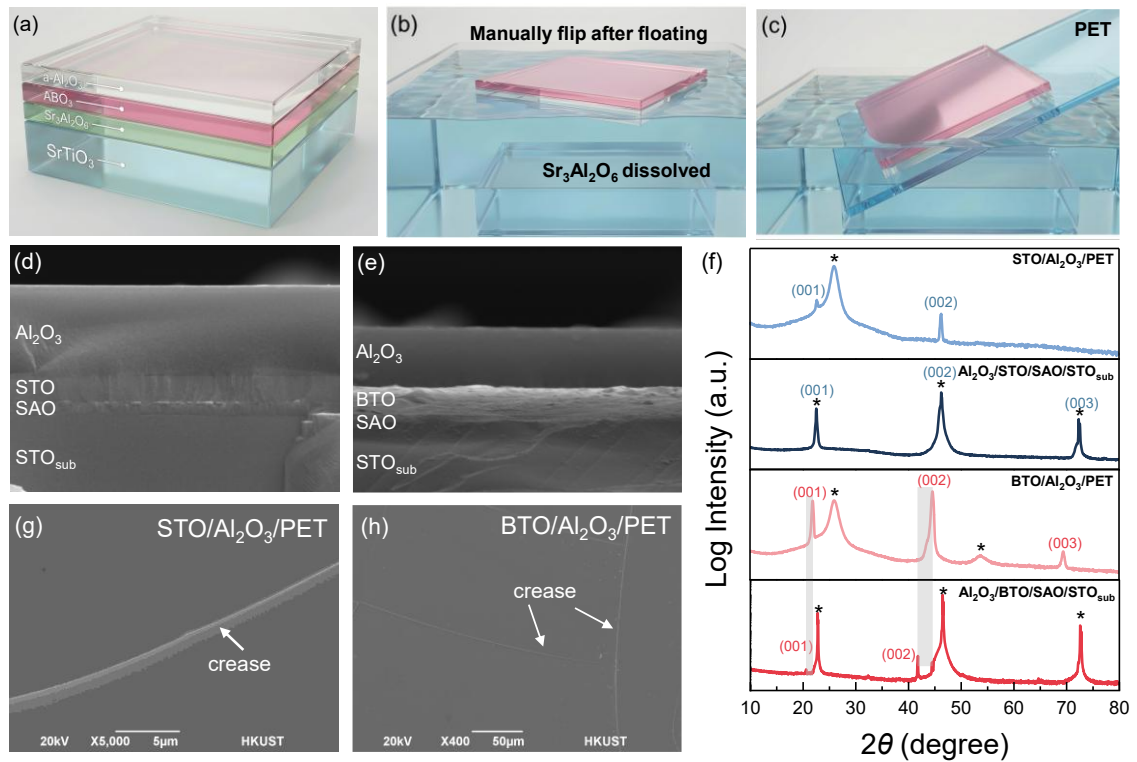 (a)
a-Al₂O₃
ABO₃
Sr₃Al₂O₆
SrTiO₃
(b)
Manually flip after floating
Sr₃Al₂O₆ dissolved
(c)
PET
(d)
Al₂O₃
STO
SAO
STOsub
(e)
Al₂O₃
BTO
SAO
STOsub
(f)
STO/Al₂O₃/PET
(001)
*
(002)
Al₂O₃/STO/SAO/STOsub
(001)
*
(002)
*
(003)
*
BTO/Al₂O₃/PET
(001)
*
(002)
*
(003)
Al₂O₃/BTO/SAO/STOsub
(001)
*
(002)
*
*
Log Intensity (a.u.)
10 20 30 40 50 60 70 80
2θ (degree)
(g)
STO/Al₂O₃/PET
crease
20kV X5,000 5µm HKUST
(h)
BTO/Al₂O₃/PET
crease
20kV X400 50µm HKUST